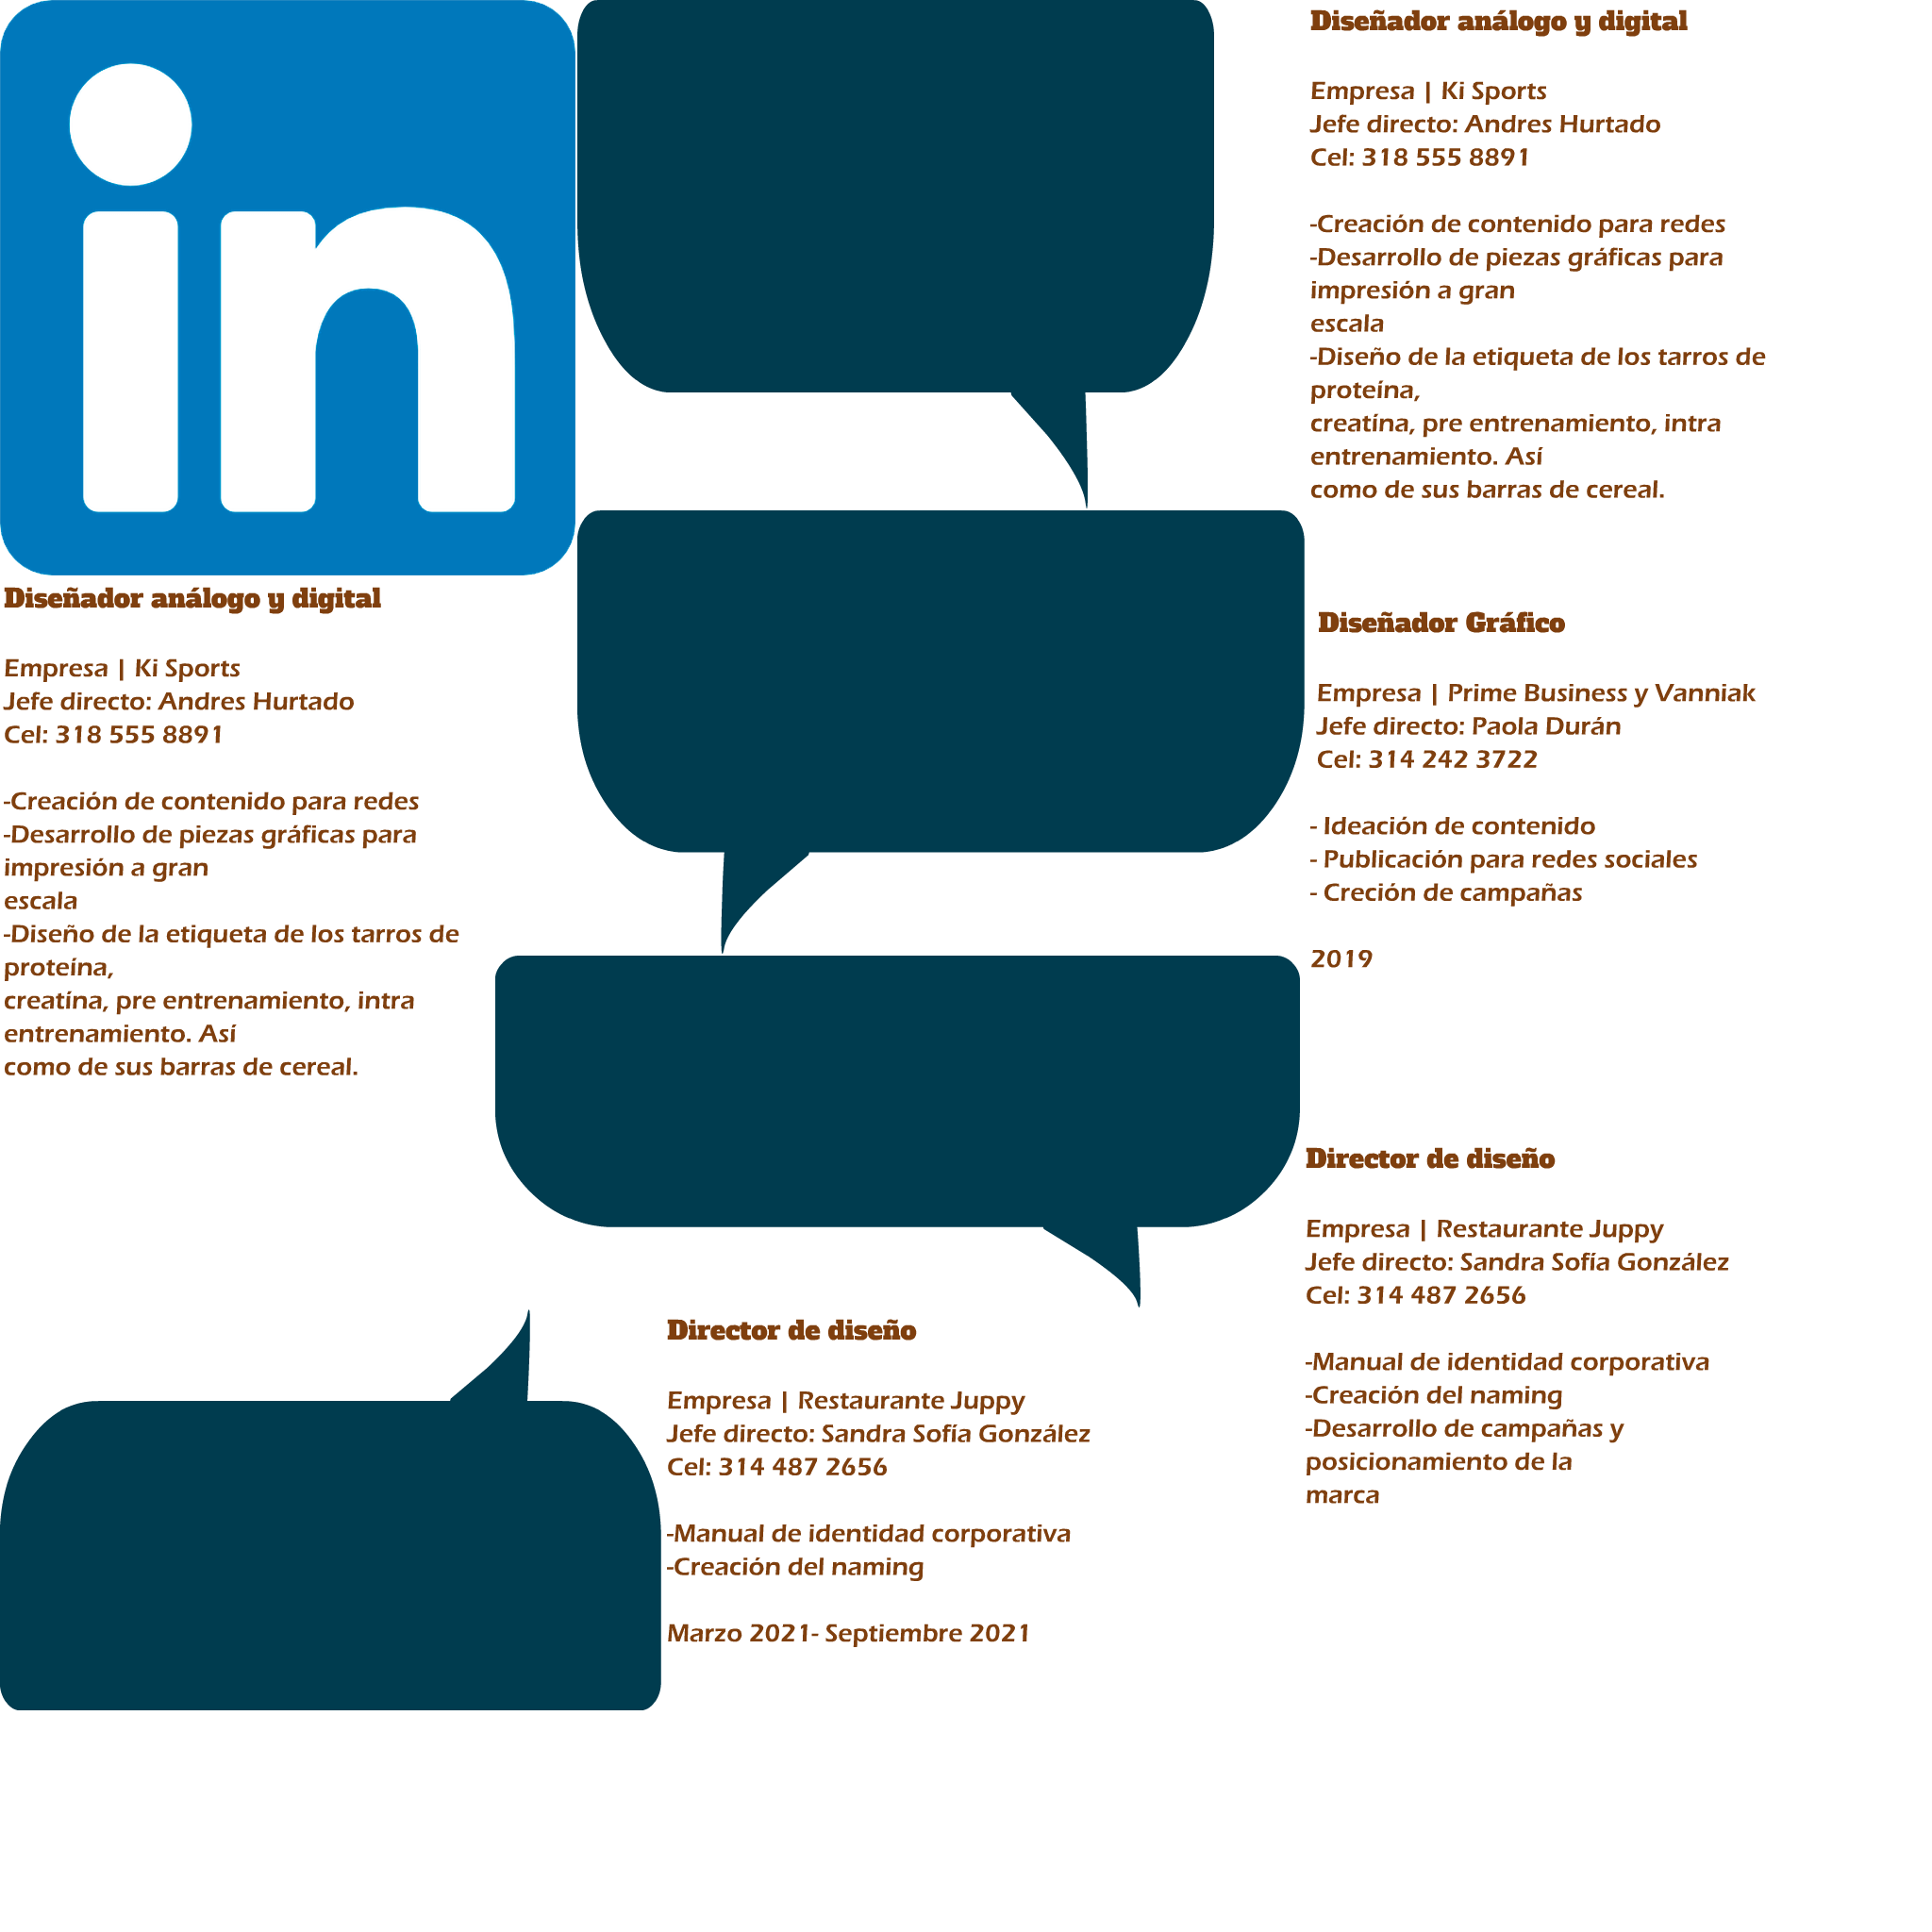 in
Diseñador análogo y digital
Empresa | Ki Sports
Jefe directo: Andres Hurtado
Cel: 318 555 8891
-Creación de contenido para redes
-Desarrollo de piezas gráficas para
impresión a gran
escala
-Diseño de la etiqueta de los tarros de
proteína,
creatína, pre entrenamiento, intra
entrenamiento. Así
como de sus barras de cereal.
Diseñador análogo y digital
Empresa | Ki Sports
Jefe directo: Andres Hurtado
Cel: 318 555 8891
-Creación de contenido para redes
-Desarrollo de piezas gráficas para
impresión a gran
escala
-Diseño de la etiqueta de los tarros de
proteína,
creatína, pre entrenamiento, intra
entrenamiento. Así
como de sus barras de cereal.
Diseñador Gráfico
Empresa | Prime Business y Vanniak
Jefe directo: Paola Durán
Cel: 314 242 3722
- Ideación de contenido
- Publicación para redes sociales
- Creción de campañas
2019
Director de diseño
Empresa | Restaurante Juppy
Jefe directo: Sandra Sofía González
Cel: 314 487 2656
-Manual de identidad corporativa
-Creación del naming
-Desarrollo de campañas y
posicionamiento de la
marca
Director de diseño
Empresa | Restaurante Juppy
Jefe directo: Sandra Sofía González
Cel: 314 487 2656
-Manual de identidad corporativa
-Creación del naming
Marzo 2021- Septiembre 2021